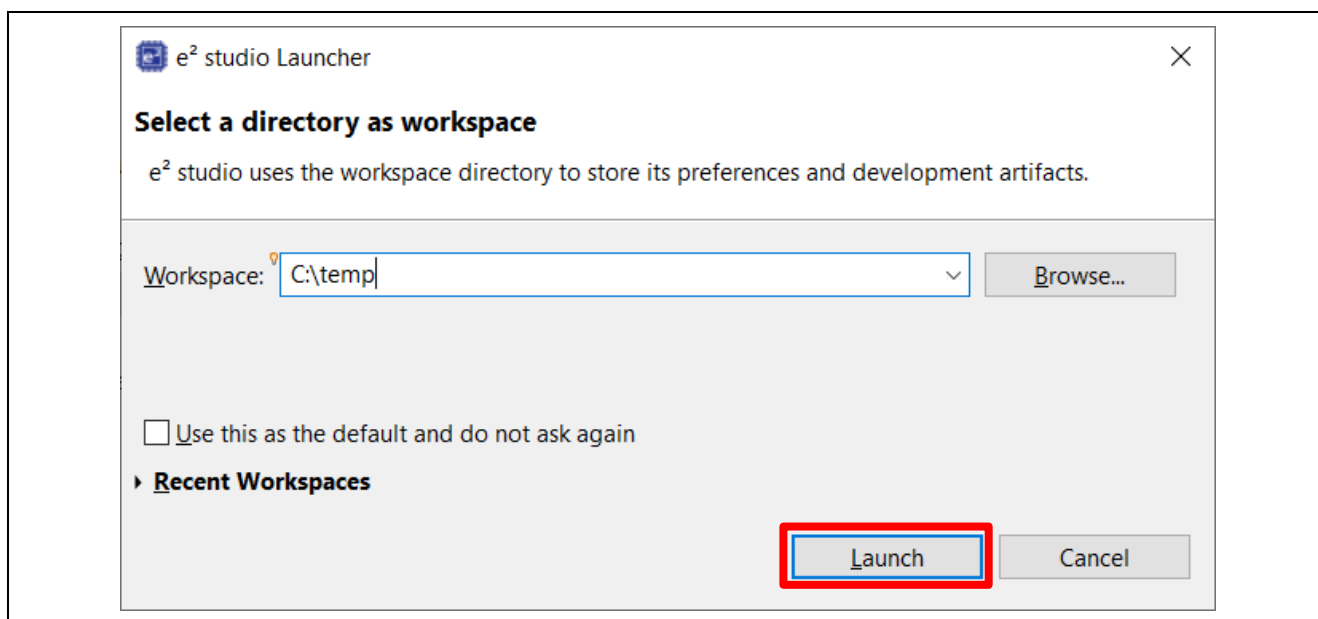 e² studio Launcher
Select a directory as workspace
e² studio uses the workspace directory to store its preferences and development artifacts.
Workspace: C:\temp Browse...
Use this as the default and do not ask again
Recent Workspaces
Launch Cancel